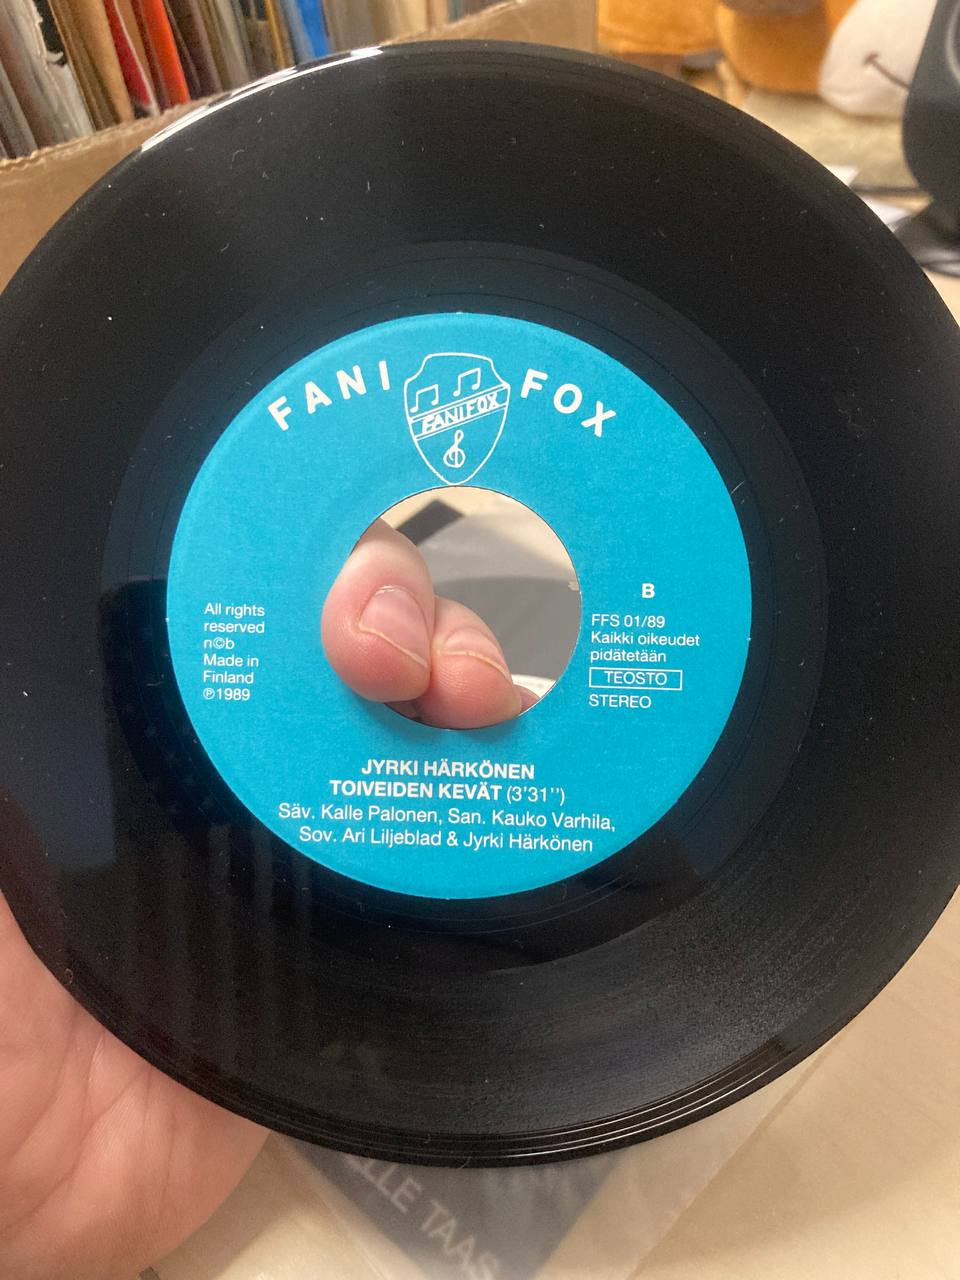 FANI FOX
FANIFOX
All rights
reserved
n©b
Made in
Finland
℗1989
B
FFS 01/89
Kaikki oikeudet
pidätetään
TEOSTO
STEREO
JYRKI HÄRKÖNEN
TOIVEIDEN KEVÄT (3'31'')
Säv. Kalle Palonen, San. Kauko Varhila,
Sov. Ari Liljeblad & Jyrki Härkönen
TAAS